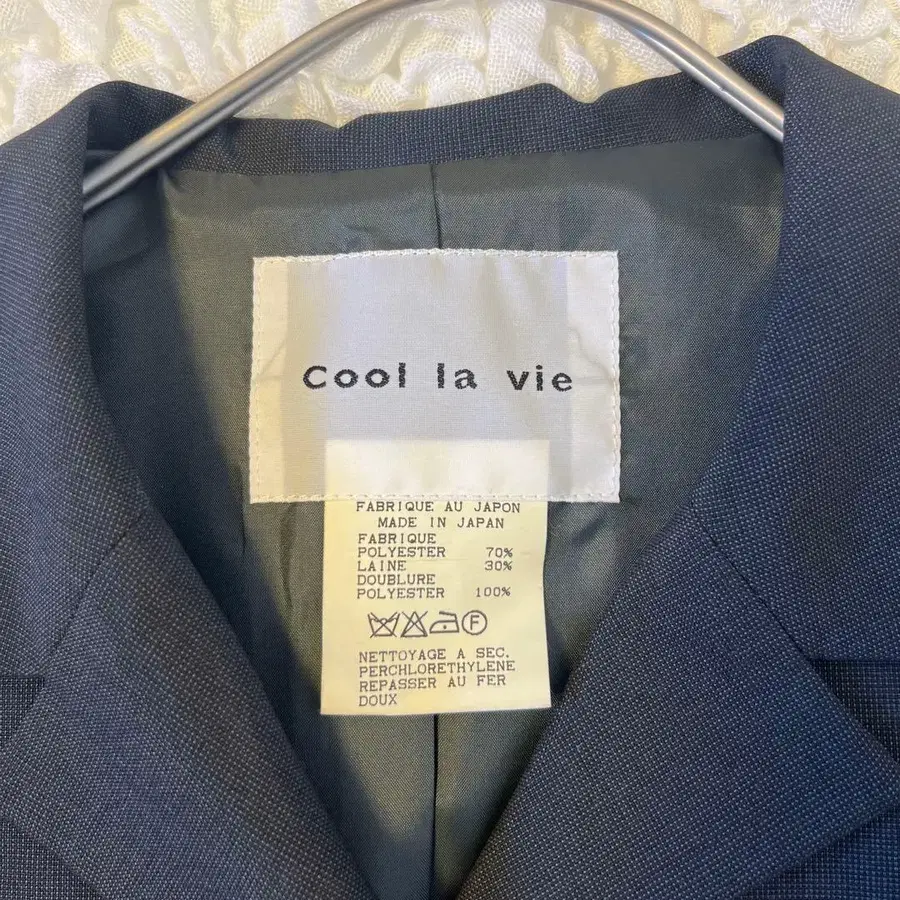 Cool la vie
FABRIQUE AU JAPON
MADE IN JAPAN
FABRIQUE
POLYESTER 70%
LAINE 30%
DOUBLURE
POLYESTER 100%
F
NETTOYAGE A SEC.
PERCHLORETHYLENE
REPASSER AU FER
DOUX